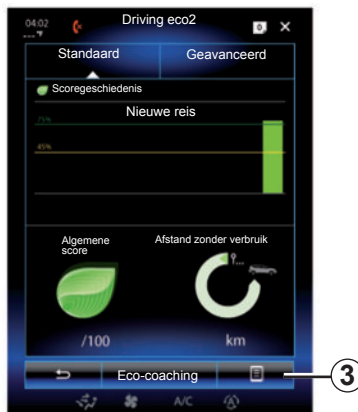 04:02
Driving eco2
Standaard
Geavanceerd
Scoregeschiedenis
Nieuwe reis
75%
45%
Algemene
score
Afstand zonder verbruik
/100
km
Eco-coaching
3
A/C